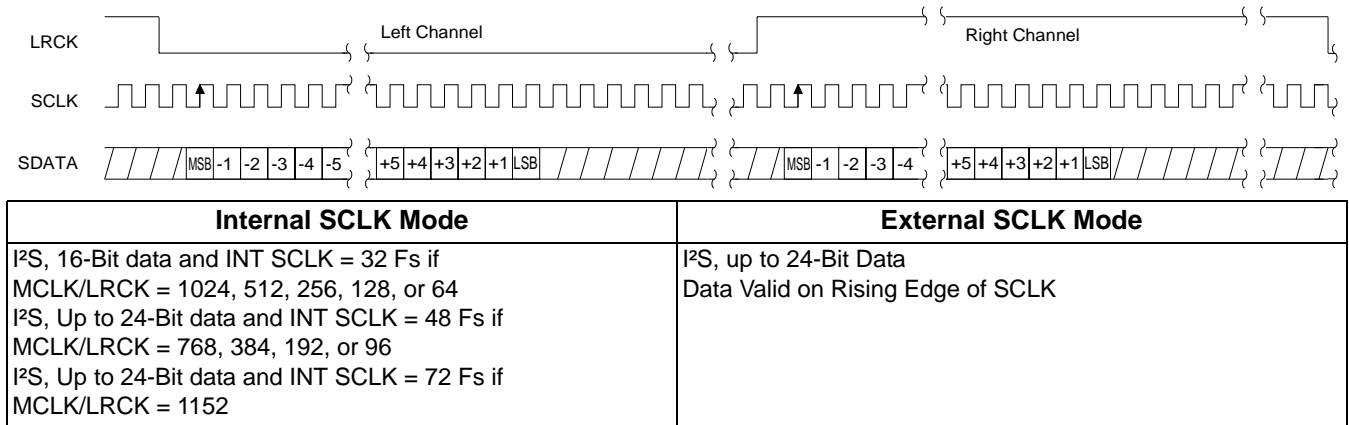 LRCK Left Channel Right Channel
SCLK
SDATA MSB -1 -2 -3 -4 -5 +5 +4 +3 +2 +1 LSB MSB -1 -2 -3 -4 +5 +4 +3 +2 +1 LSB
Internal SCLK Mode
External SCLK Mode
I²S, 16-Bit data and INT SCLK = 32 Fs if
MCLK/LRCK = 1024, 512, 256, 128, or 64
I²S, Up to 24-Bit data and INT SCLK = 48 Fs if
MCLK/LRCK = 768, 384, 192, or 96
I²S, Up to 24-Bit data and INT SCLK = 72 Fs if
MCLK/LRCK = 1152
I²S, up to 24-Bit Data
Data Valid on Rising Edge of SCLK